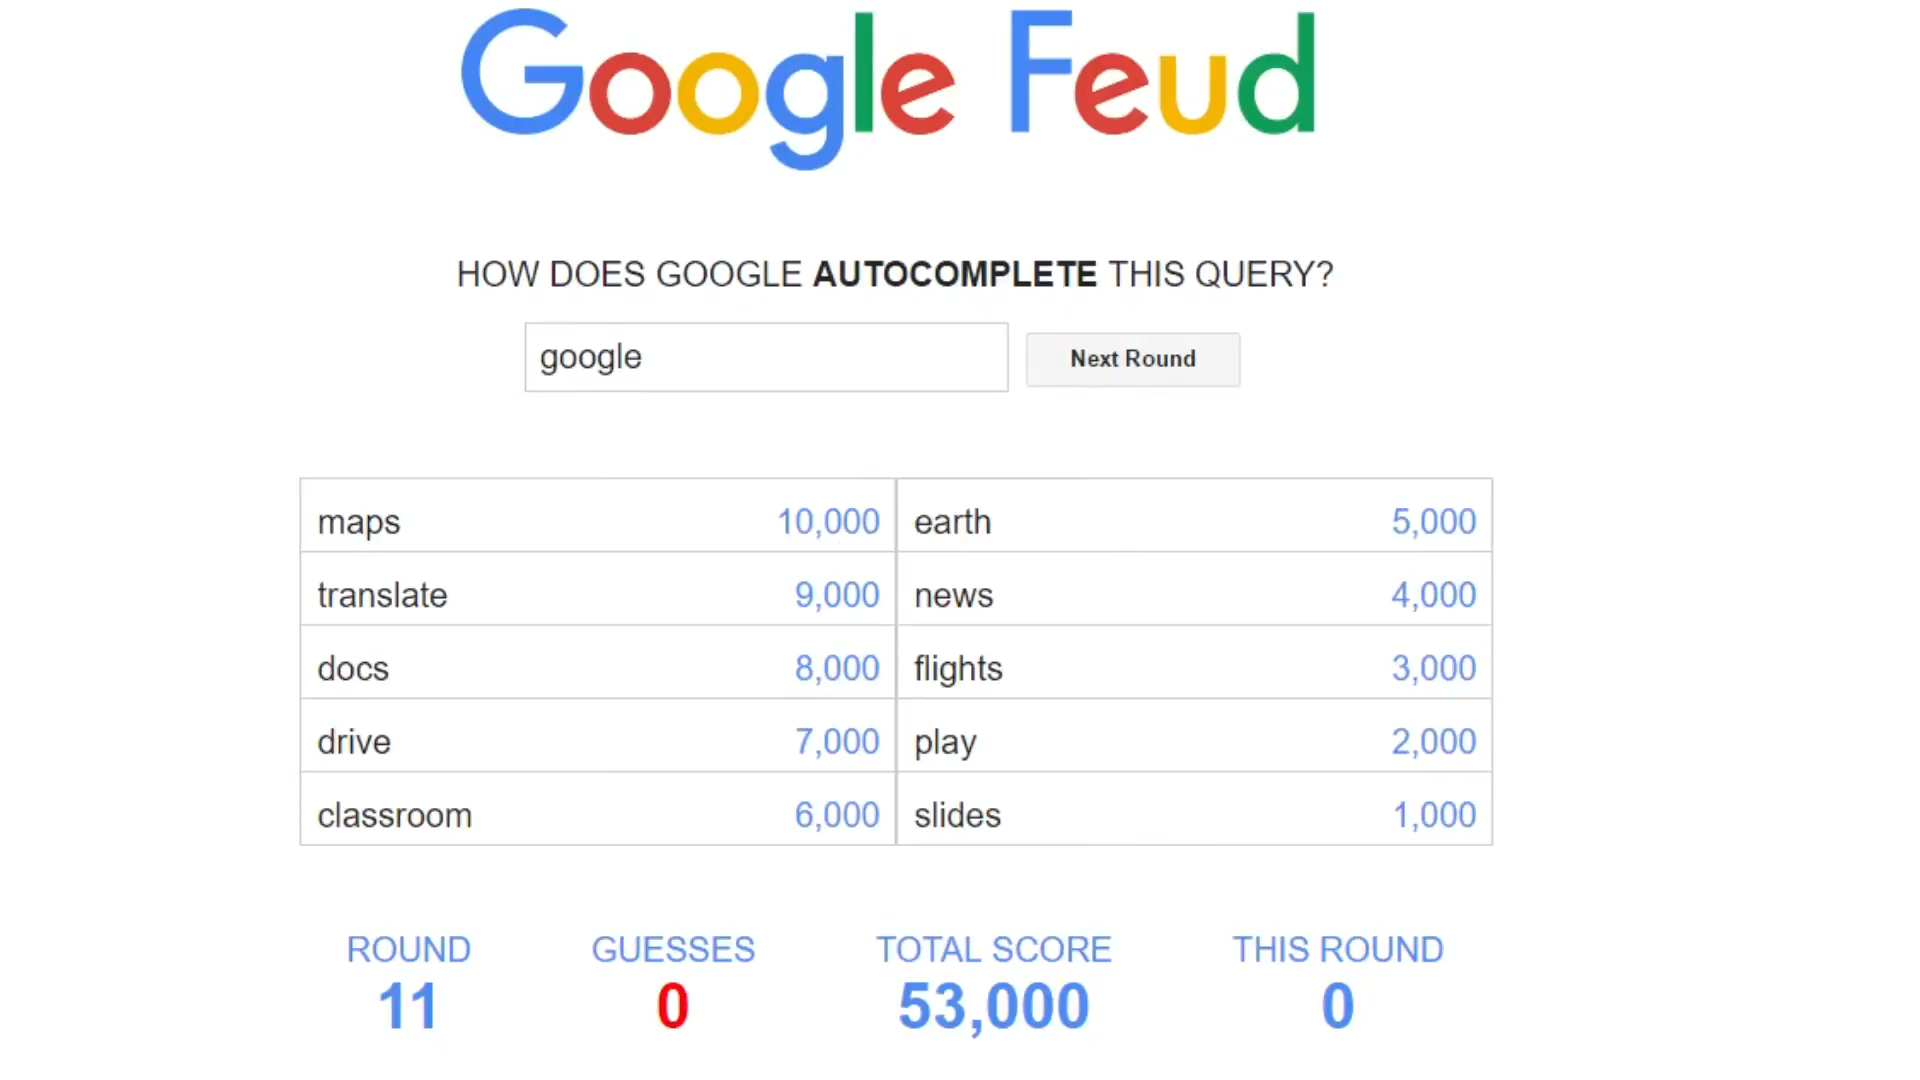 Google Feud
HOW DOES GOOGLE AUTOCOMPLETE THIS QUERY?
google
Next Round
maps 10,000
translate 9,000
docs 8,000
drive 7,000
classroom 6,000
earth 5,000
news 4,000
flights 3,000
play 2,000
slides 1,000
ROUND
11
GUESSES
0
TOTAL SCORE
53,000
THIS ROUND
0